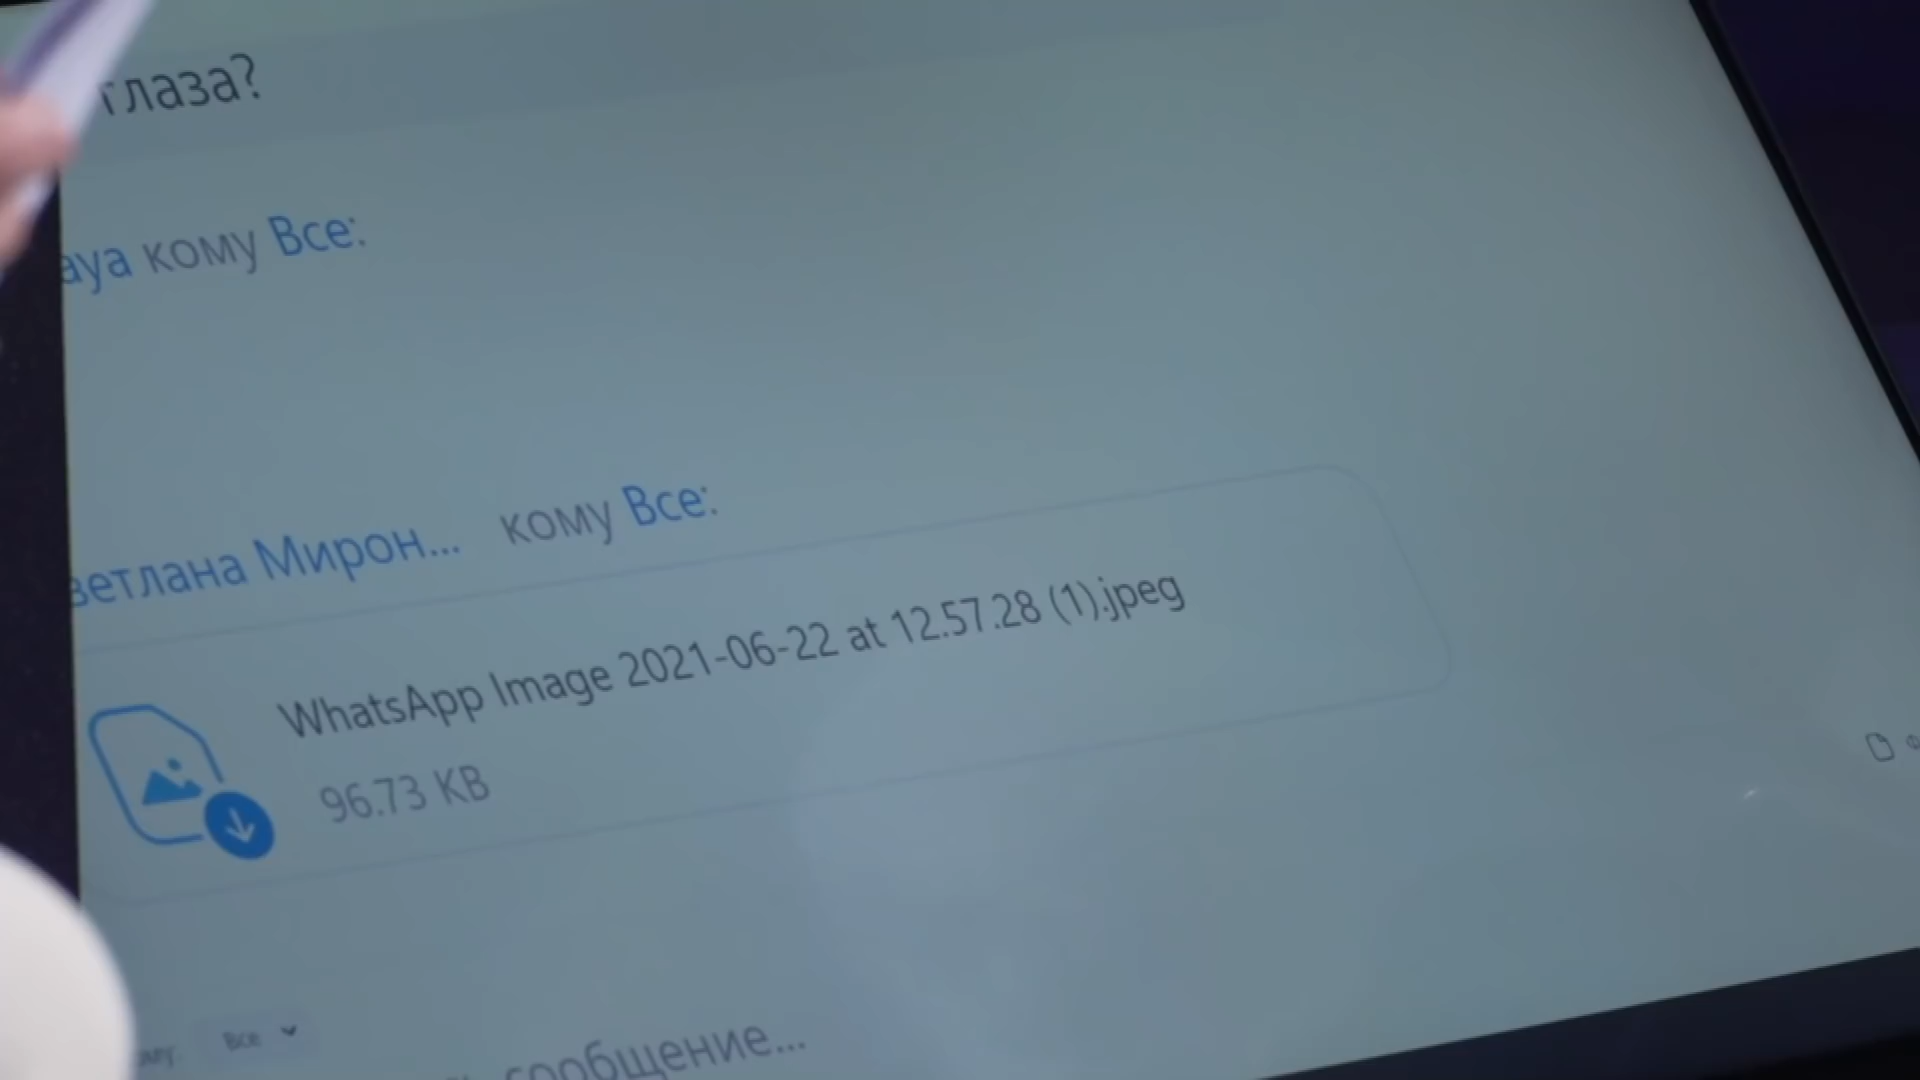 глаза?
кому Все:
Мирон... кому Все:
WhatsApp Image 2021-06-22 at 12.57.28 (1).jpeg
96.73 KB
Все
сообщение...